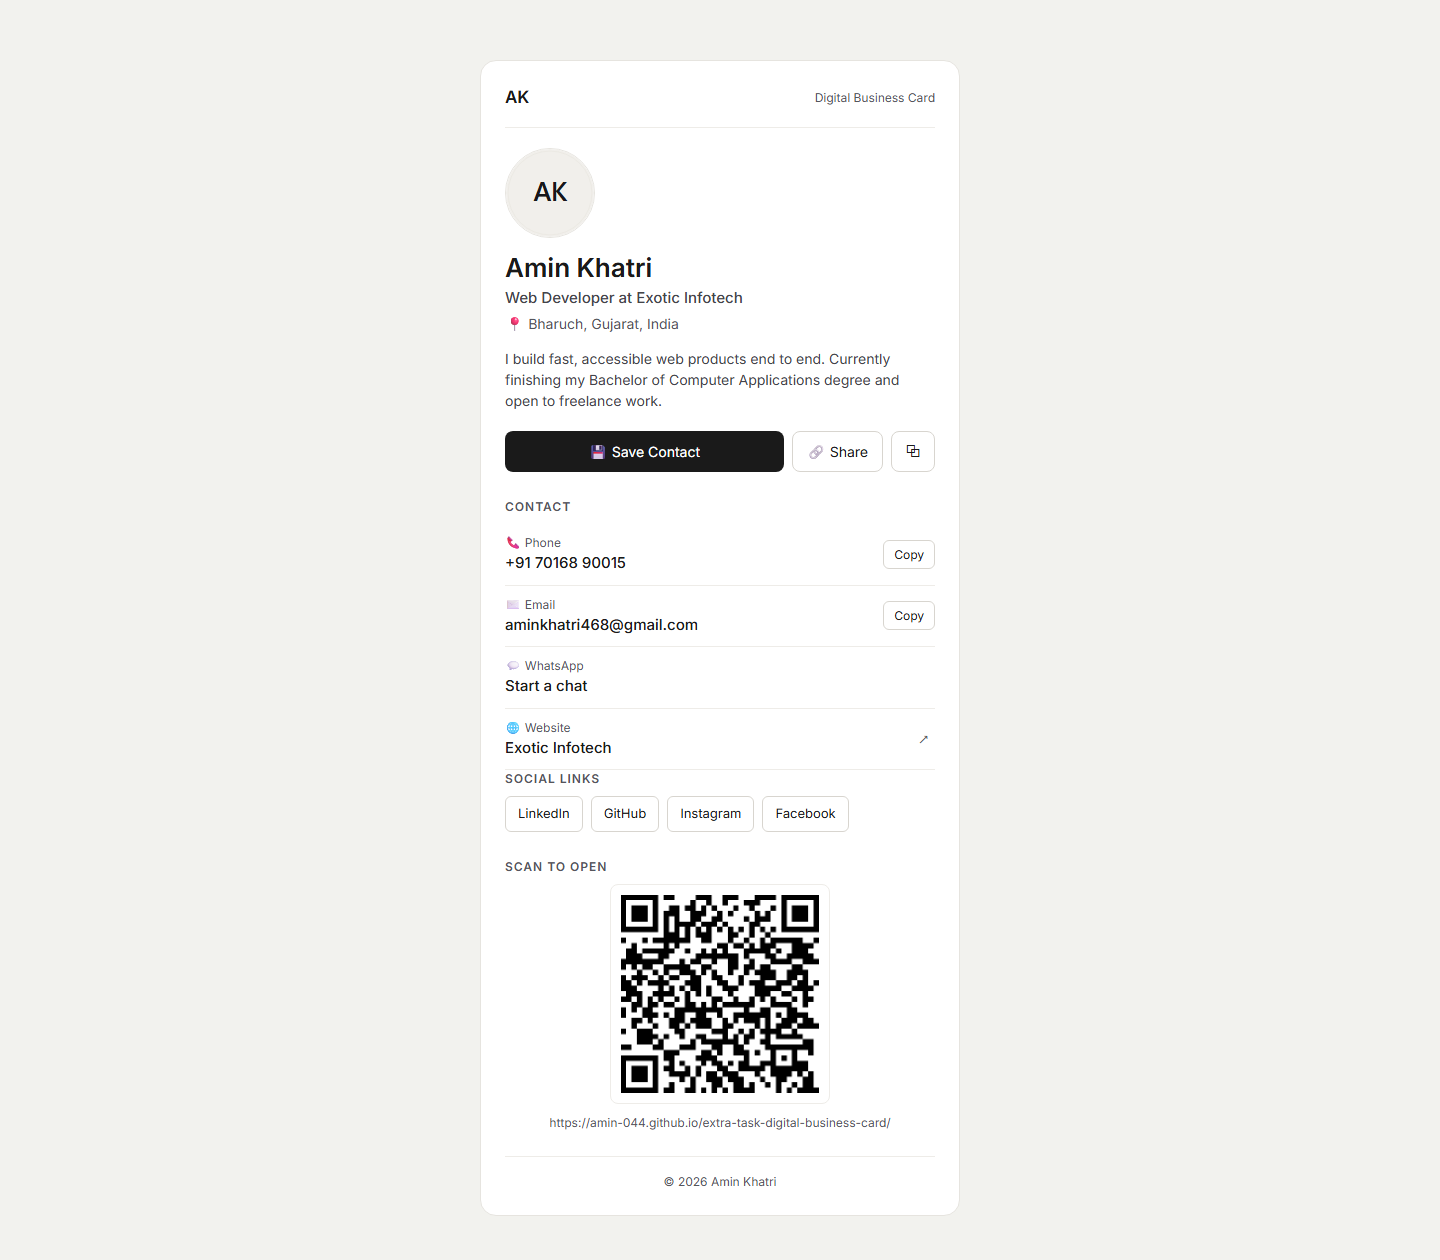 AK
Digital Business Card
AK
Amin Khatri
Web Developer at Exotic Infotech
📍 Bharuch, Gujarat, India
I build fast, accessible web products end to end. Currently
finishing my Bachelor of Computer Applications degree and
open to freelance work.
💾 Save Contact
🔗 Share
CONTACT
📞 Phone
+91 70168 90015
Copy
✉️ Email
aminkhatri468@gmail.com
Copy
💬 WhatsApp
Start a chat
🌐 Website
Exotic Infotech
↗
SOCIAL LINKS
LinkedIn
GitHub
Instagram
Facebook
SCAN TO OPEN
https://amin-044.github.io/extra-task-digital-business-card/
© 2026 Amin Khatri